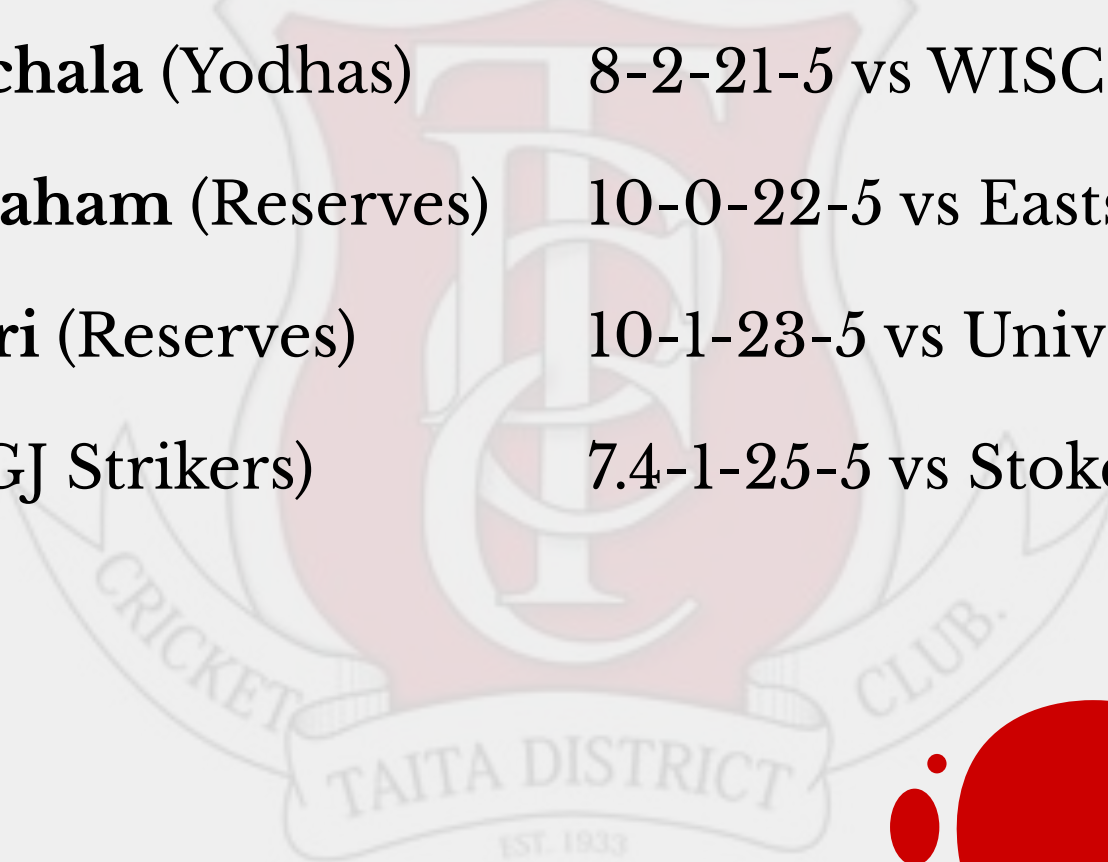 chala (Yodhas) 8-2-21-5 vs WISC
aham (Reserves) 10-0-22-5 vs Easts
ri (Reserves) 10-1-23-5 vs Univ
GJ Strikers) 7.4-1-25-5 vs Stoke
TFC
CRICKET
CLUB.
TAITA DISTRICT
EST. 1933